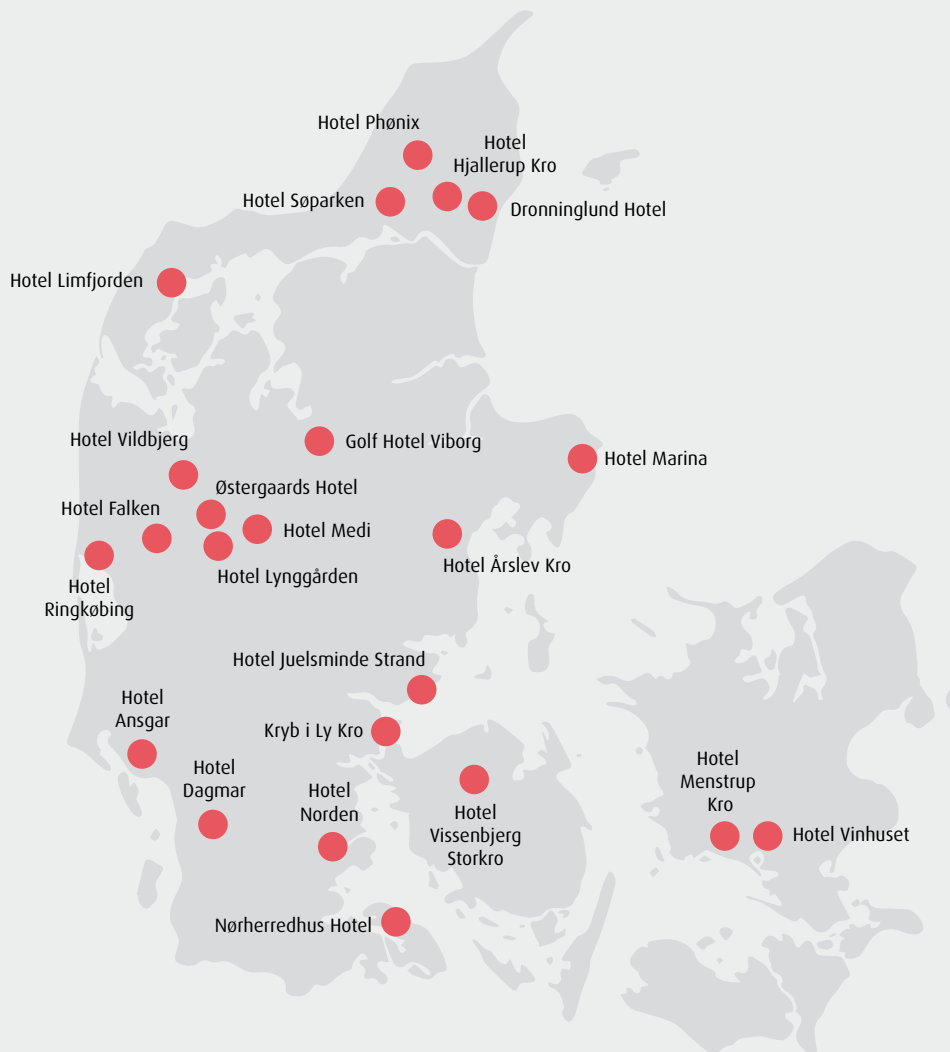 Hotel Phønix
Hotel
Hjallerup Kro
Hotel Søparken
Dronninglund Hotel
Hotel Limfjorden
Hotel Vildbjerg
Golf Hotel Viborg
Hotel Marina
Østergaards Hotel
Hotel Falken
Hotel Medi
Hotel Årslev Kro
Hotel Lynggården
Hotel
Ringkøbing
Hotel Juelsminde Strand
Hotel
Ansgar
Kryb i Ly Kro
Hotel
Dagmar
Hotel
Norden
Hotel
Vissenbjerg
Storkro
Hotel
Menstrup
Kro
Hotel Vinhuset
Nørherredhus Hotel